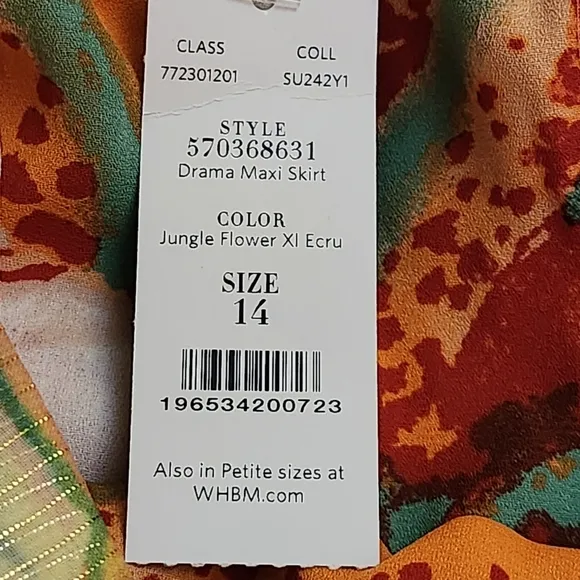 CLASS COLL
772301201 SU242Y1
STYLE
570368631
Drama Maxi Skirt
COLOR
Jungle Flower Xl Ecru
SIZE
14
196534200723
Also in Petite sizes at
WHBM.com